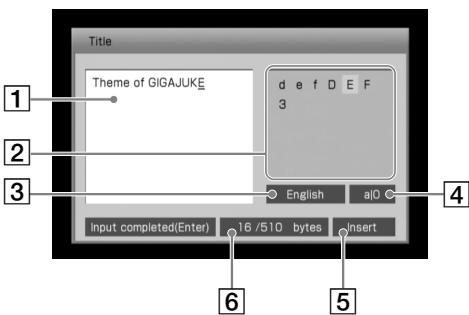 Title
Theme of GIGAJUKE
d e f D E F
3
1
2
3
English
a|0
4
Input completed(Enter)
16 /510 bytes
Insert
6
5